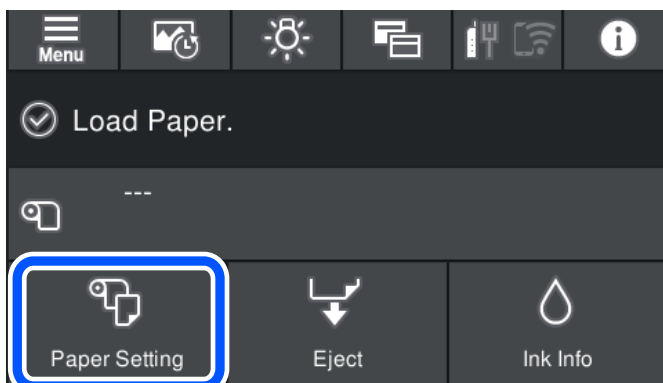 Menu
Load Paper.
---
Paper Setting
Eject
Ink Info